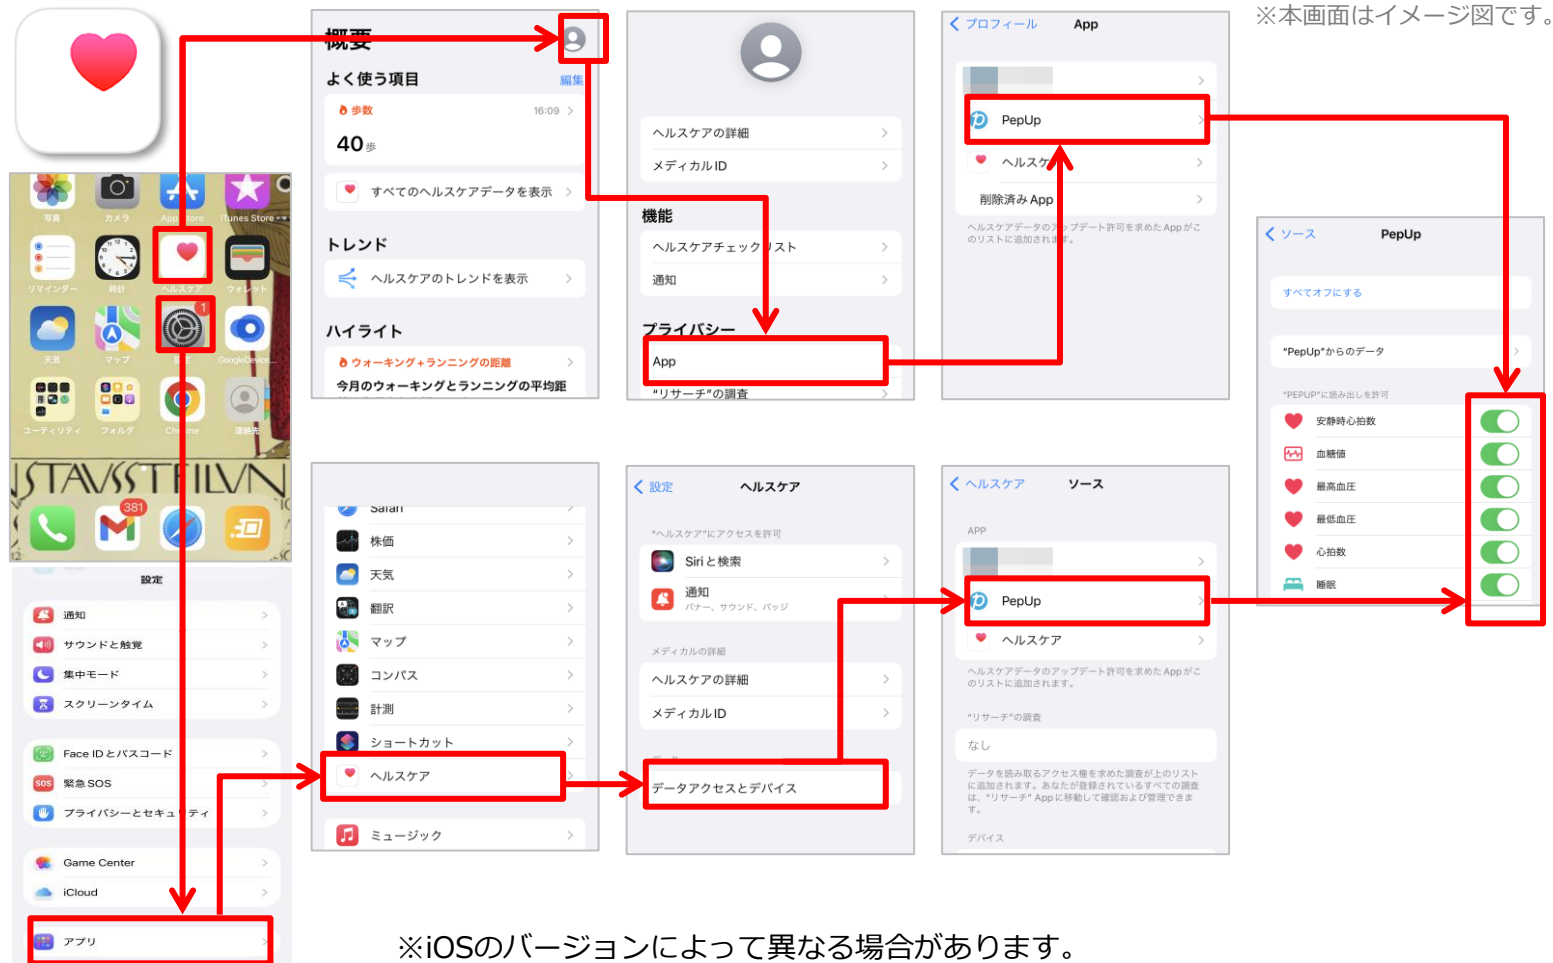 ※本画面はイメージ図です。
写真
カメラ
App Store
iTunes Store
リマインダー
時計
ヘルスケア
ウォレット
1
天気
マップ
設定
ユーティリティ
フォルダ
Chrome
連絡先
381
設定
通知
サウンドと触覚
集中モード
スクリーンタイム
Face IDとパスコード
SOS 緊急SOS
プライバシーとセキュリティ
Game Center
iCloud
アプリ
概要
よく使う項目
編集
歩数
16:09
40歩
すべてのヘルスケアデータを表示
トレンド
ヘルスケアのトレンドを表示
ハイライト
ウォーキング+ランニングの距離
今月のウォーキングとランニングの平均距
ヘルスケアの詳細
メディカルID
機能
ヘルスケアチェックリスト
通知
プライバシー
App
"リサーチ"の調査
プロフィール
App
PepUp
ヘルスケ
削除済みApp
ヘルスケアデータのアップデート許可を求めたAppがこ
のリストに追加されます。
Safari
株価
天気
翻訳
マップ
コンパス
計測
ショートカット
ヘルスケア
ミュージック
設定
ヘルスケア
"ヘルスケア"にアクセスを許可
Siriと検索
通知
バナー、サウンド、バッジ
メディカルの詳細
ヘルスケアの詳細
メディカルID
データアクセスとデバイス
ヘルスケア
ソース
APP
PepUp
ヘルスケア
ヘルスケアデータのアップデート許可を求めたAppがこ
のリストに追加されます。
"リサーチ"の調査
なし
データを読み取るアクセス権を求めた調査が上のリスト
に追加されます。あなたが登録されているすべての調査
は、"リサーチ" Appに移動して確認および管理できま
す。
デバイス
ソース
PepUp
すべてオフにする
"PepUp"からのデータ
"PEPUP"に読み出しを許可
安静時心拍数
血糖値
最高血圧
最低血圧
心拍数
睡眠
※iOSのバージョンによって異なる場合があります。